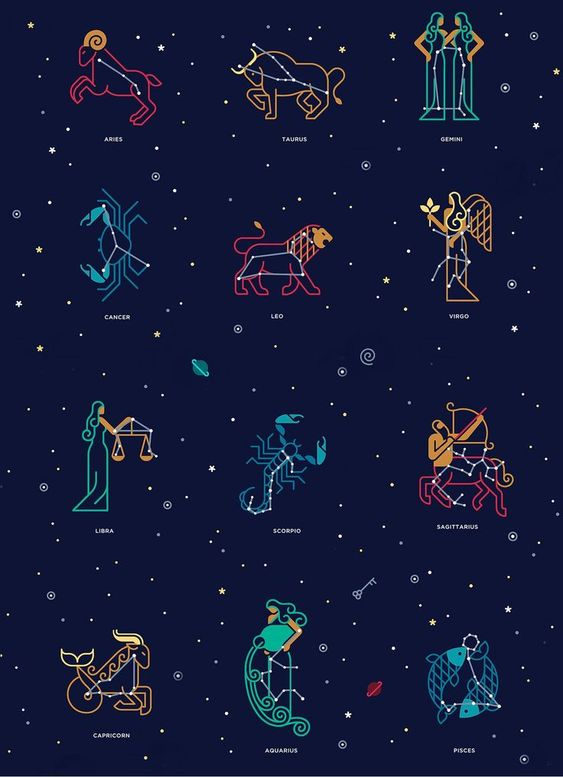 ARIES
TAURUS
GEMINI
CANCER
LEO
VIRGO
LIBRA
SCORPIO
SAGITTARIUS
CAPRICORN
AQUARIUS
PISCES